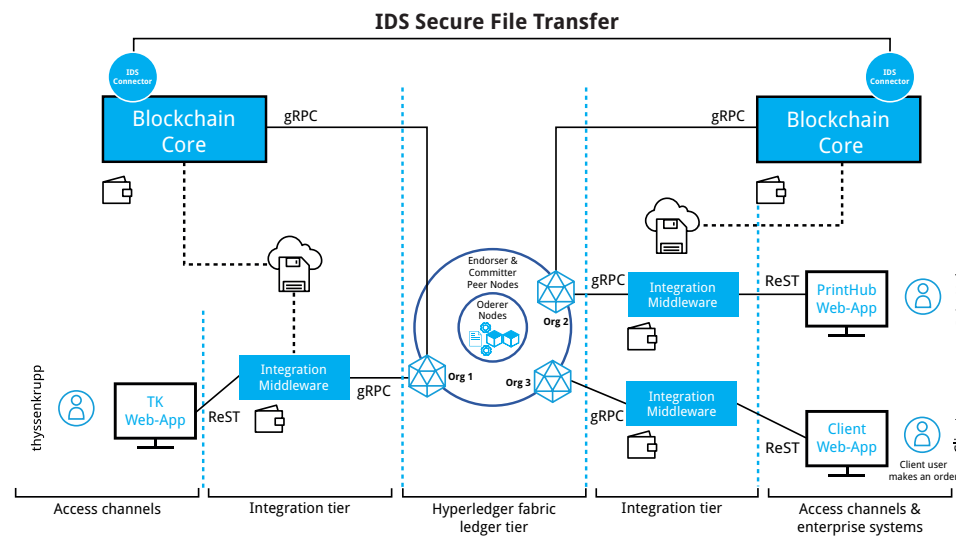 IDS Secure File Transfer
IDS
Connector
IDS
Connector
Blockchain
Core
gRPC
gRPC
Blockchain
Core
Endorser &
Committer
Peer Nodes
Oderer
Nodes
Org 2
gRPC
Integration
Middleware
ReST
PrintHub
Web-App
Org 1
Org 3
Integration
Middleware
gRPC
thyssenkrupp
TK
Web-App
ReST
gRPC
Integration
Middleware
ReST
Client
Web-App
Client user
makes an order
Access channels
Integration tier
Hyperledger fabric
ledger tier
Integration tier
Access channels &
enterprise systems